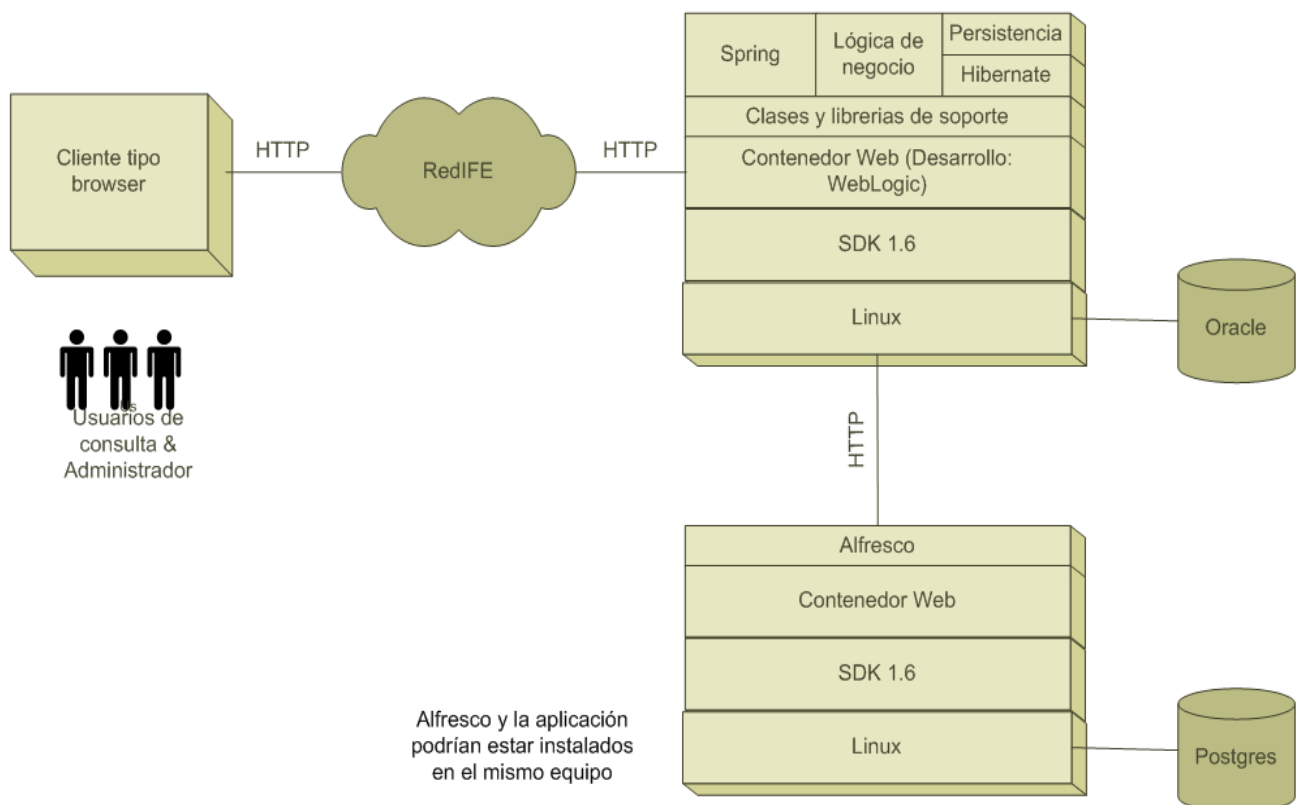 Spring
Lógica de
negocio
Persistencia
Hibernate
Clases y librerias de soporte
Cliente tipo
browser
HTTP
RedIFE
HTTP
Contenedor Web (Desarrollo:
WebLogic)
SDK 1.6
Linux
Oracle
Us
Usuarios de
consulta &
Administrador
HTTP
Alfresco
Contenedor Web
SDK 1.6
Alfresco y la aplicación
podrían estar instalados
en el mismo equipo
Linux
Postgres